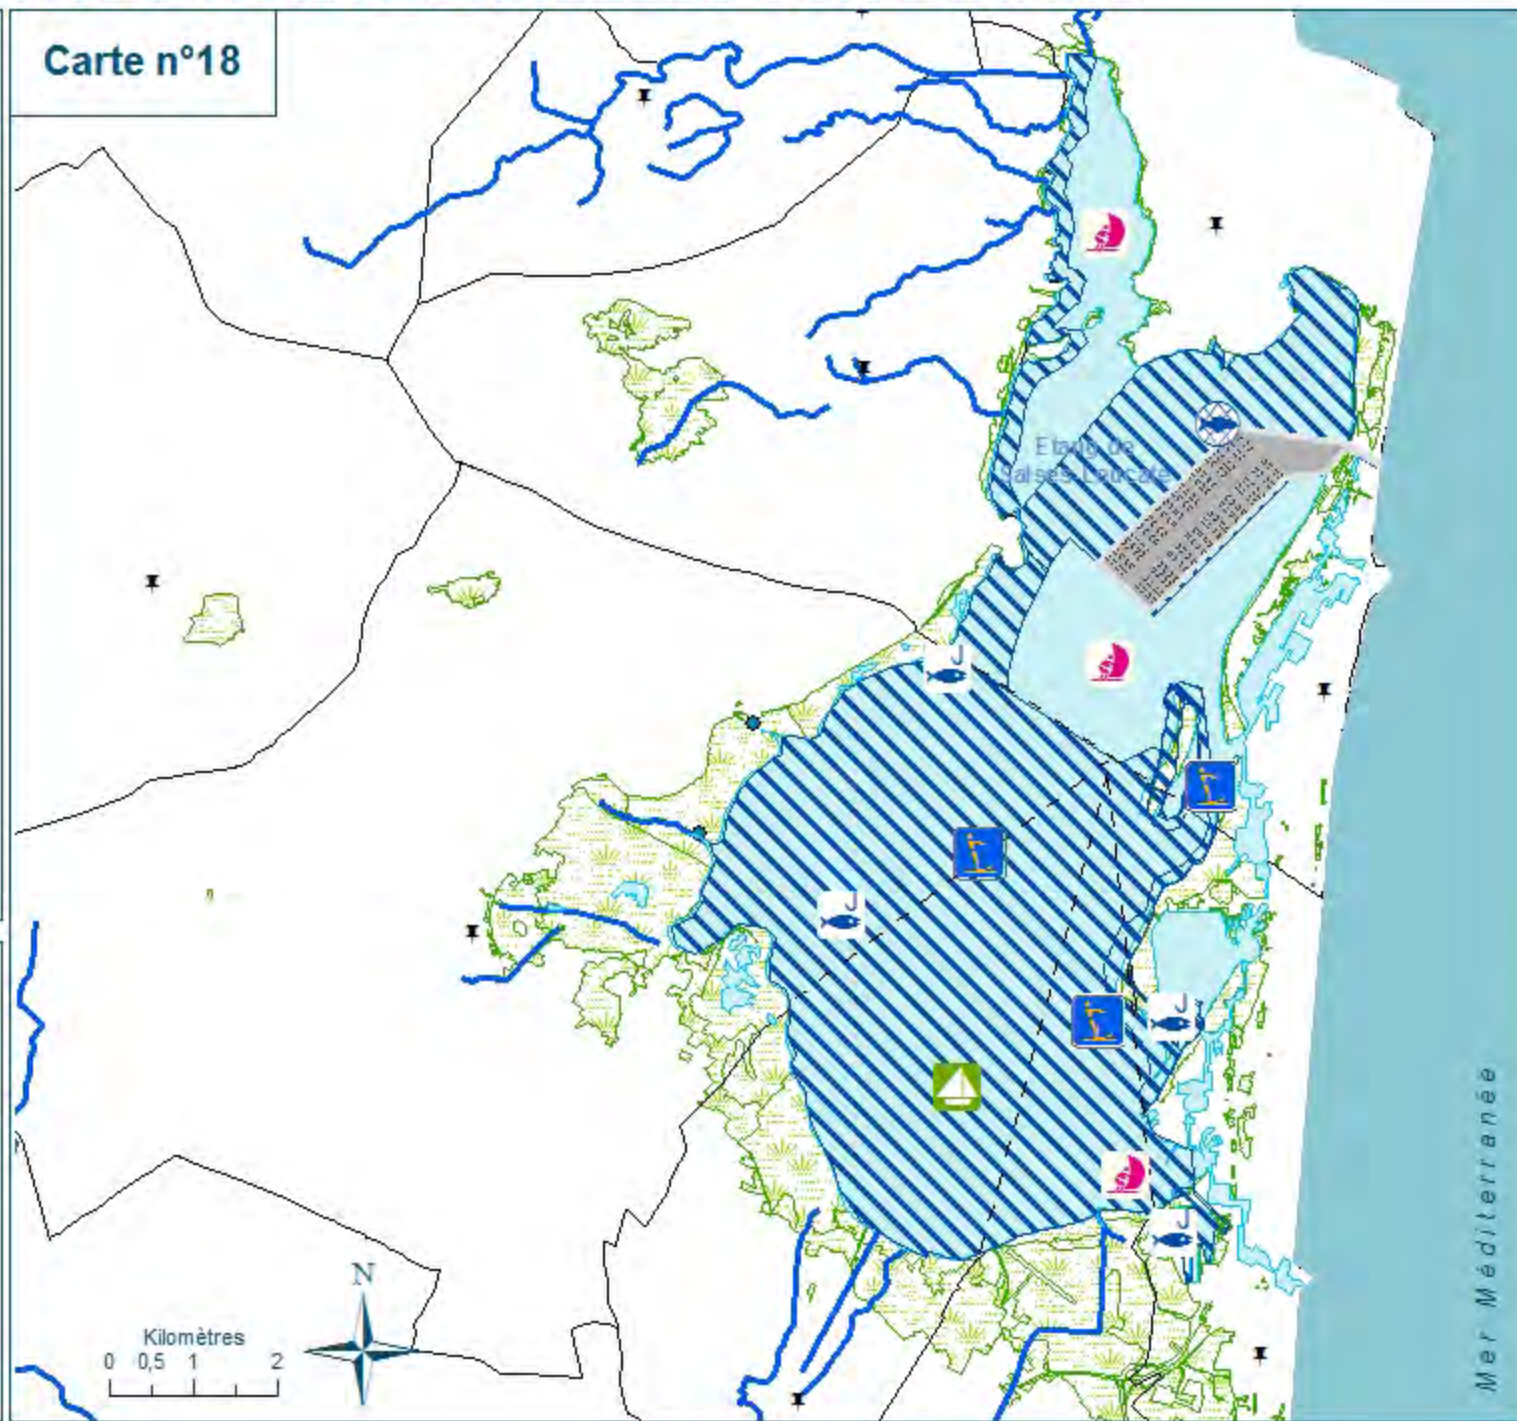 Carte n°18
Etang de
Salses-Leucate
N
Kilomètres
0 0,5 1 2
Mer Méditerranée